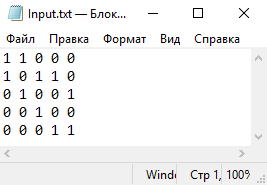 Input.txt — Блок...
Файл Правка Формат Вид Справка
1 1 0 0 0
1 0 1 1 0
0 1 0 0 1
0 0 1 0 0
0 0 0 1 1
Windo Стр 1, 100%